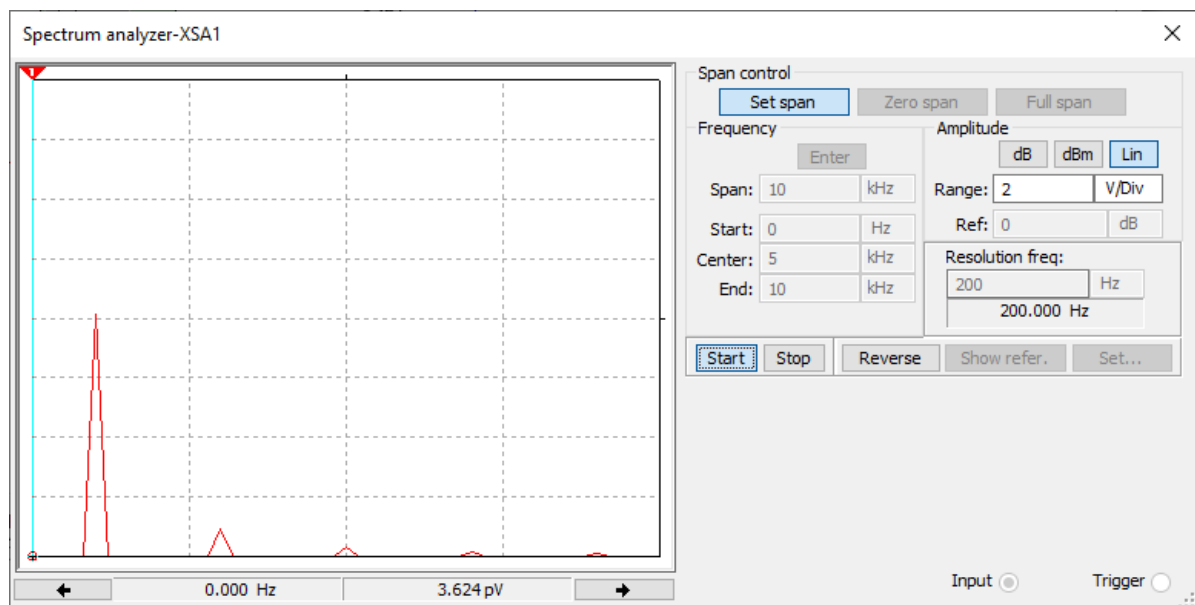 Spectrum analyzer-XSA1
1
Span control
Set span Zero span Full span
Frequency
Enter
Span: 10 kHz
Start: 0 Hz
Center: 5 kHz
End: 10 kHz
Amplitude
dB dBm Lin
Range: 2 V/Div
Ref: 0 dB
Resolution freq:
200 Hz
200.000 Hz
Start Stop Reverse Show refer. Set...
0.000 Hz 3.624 pV
Input Trigger